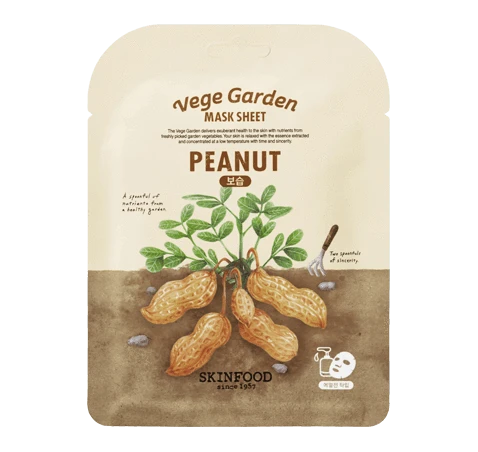 Vege Garden
MASK SHEET
The Vege Garden delivers exuberant health to the skin with nutrients from
freshly picked garden vegetables. Your skin is relaxed with the essence extracted
and concentrated at a low temperature with time and sincerity
PEANUT
보습
A spoonful of
nutrients from
a healthy garden.
Two spoonfuls
of sincerity.
SKINFOOD
since 1957
타입